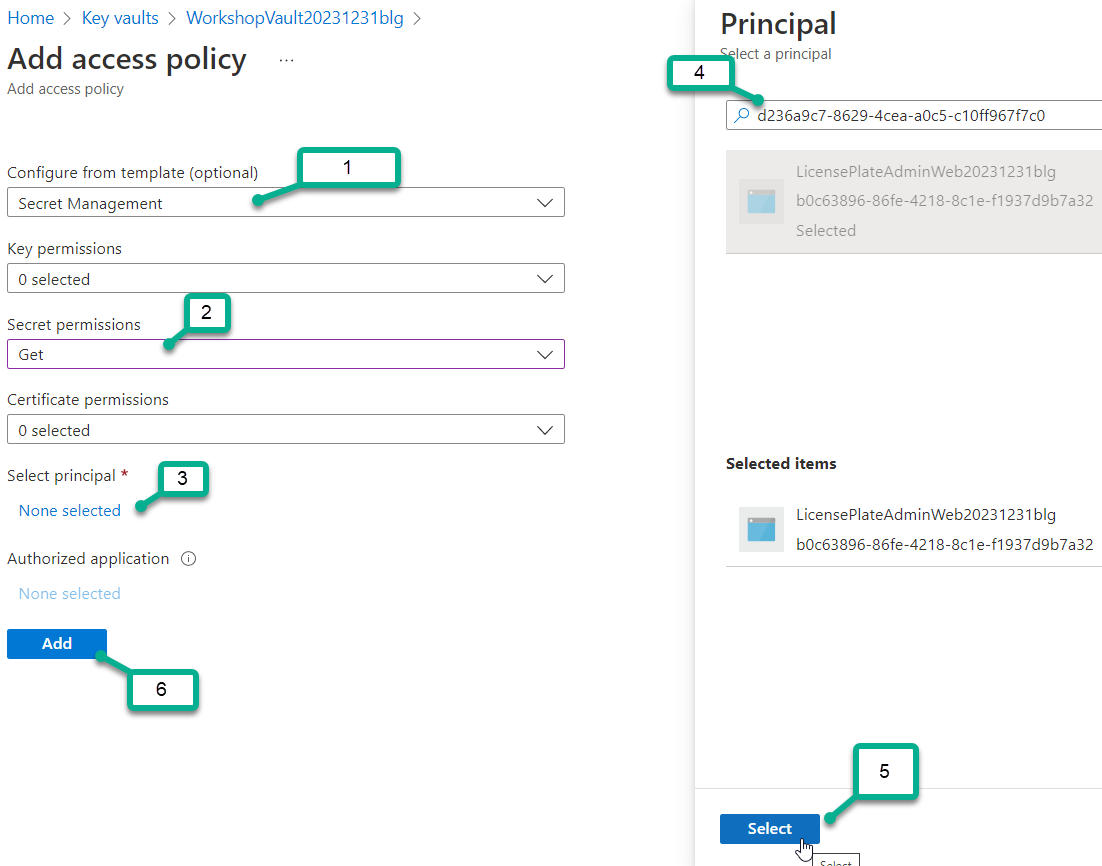 Home > Key vaults > WorkshopVault20231231blg >
Add access policy ...
Add access policy
Configure from template (optional)
1
Secret Management
Key permissions
0 selected
2
Secret permissions
Get
Certificate permissions
0 selected
Select principal *
3
None selected
Authorized application
None selected
Add
6
Principal
Select a principal
4
d236a9c7-8629-4cea-a0c5-c10ff967f7c0
LicensePlateAdminWeb20231231blg
b0c63896-86fe-4218-8c1e-f1937d9b7a32
Selected
Selected items
LicensePlateAdminWeb20231231blg
b0c63896-86fe-4218-8c1e-f1937d9b7a32
5
Select
Select